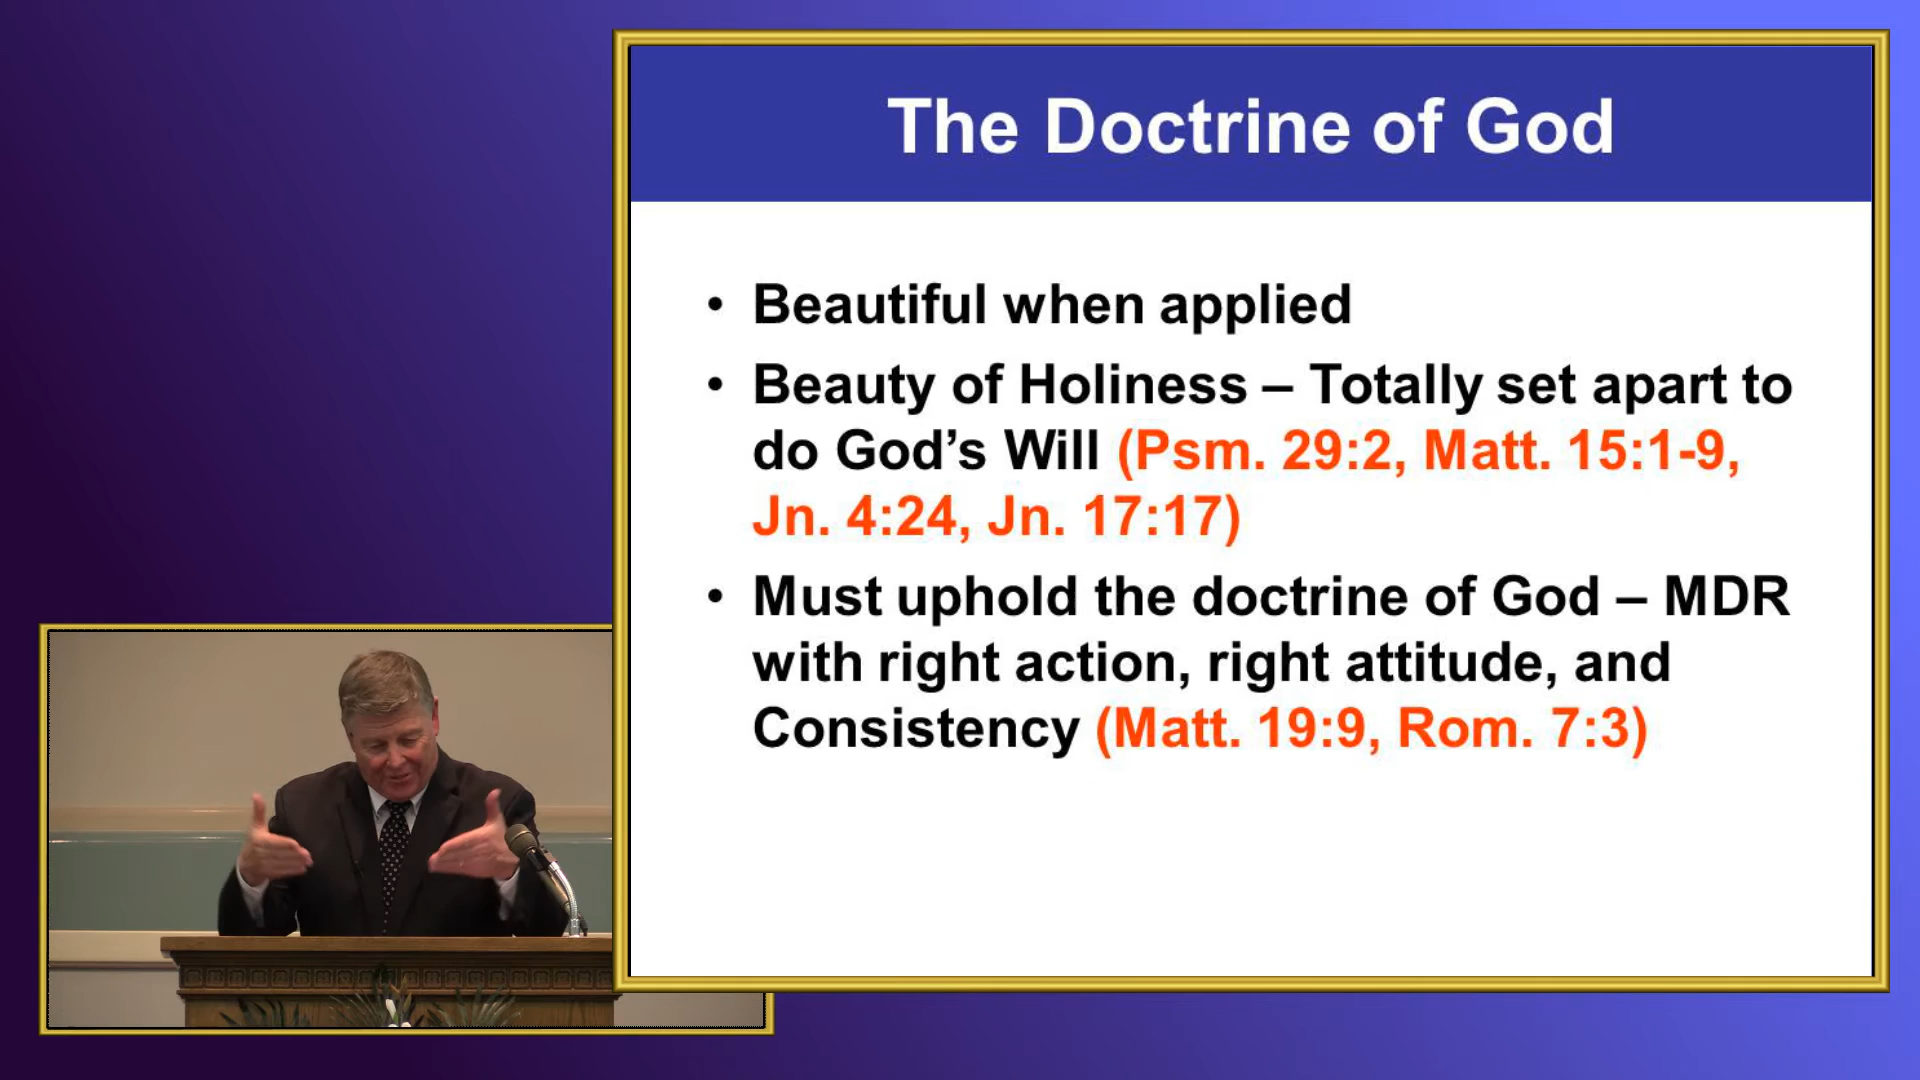 The Doctrine of God
• Beautiful when applied
• Beauty of Holiness – Totally set apart to
do God’s Will (Psm. 29:2, Matt. 15:1-9,
Jn. 4:24, Jn. 17:17)
• Must uphold the doctrine of God – MDR
with right action, right attitude, and
Consistency (Matt. 19:9, Rom. 7:3)